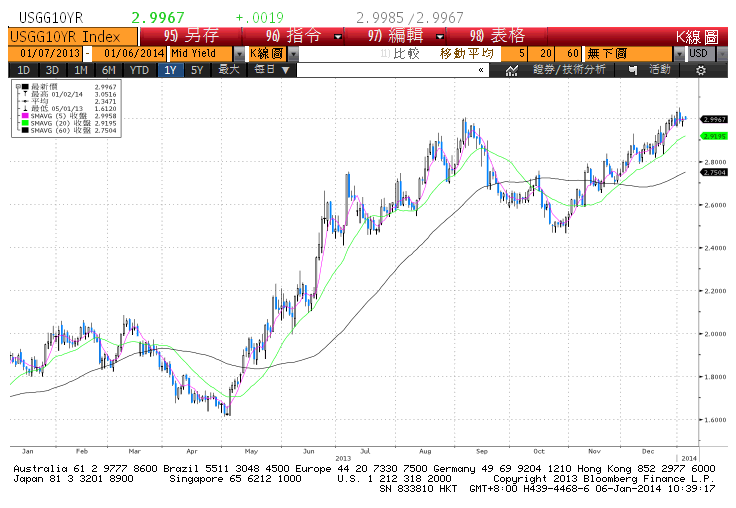 USGG10YR 2.9967 +.0019 2.9985/2.9967
USGG10YR Index 95) 另存 96) 指令 97) 編輯 98) 表格 K線圖
01/07/2013 - 01/06/2014 Mid Yield K線圖 比較 移動平均 5 20 60 無下圖 USD
1D 3D 1M 6M YTD 1Y 5Y 最大 每日 ▼ « 證券/技術分析 活動
最新價 2.9967
最高 01/02/14 3.0516
平均 2.3471
最低 05/01/13 1.6120
SMAVG (5) 收盤 2.9958
SMAVG (20) 收盤 2.9195
SMAVG (60) 收盤 2.7504
2.9967
2.9195
2.8000
2.7504
2.6000
2.4000
2.2000
2.0000
1.8000
1.6000
Jan Feb Mar Apr May Jun Jul Aug Sep Oct Nov Dec Jan
2013 2014
Australia 61 2 9777 8600 Brazil 5511 3048 4500 Europe 44 20 7330 7500 Germany 49 69 9204 1210 Hong Kong 852 2977 6000
Japan 81 3 3201 8900 Singapore 65 6212 1000 U.S. 1 212 318 2000 Copyright 2013 Bloomberg Finance L.P.
SN 833810 HKT GMT+8:00 H439-4468-6 06-Jan-2014 10:39:17